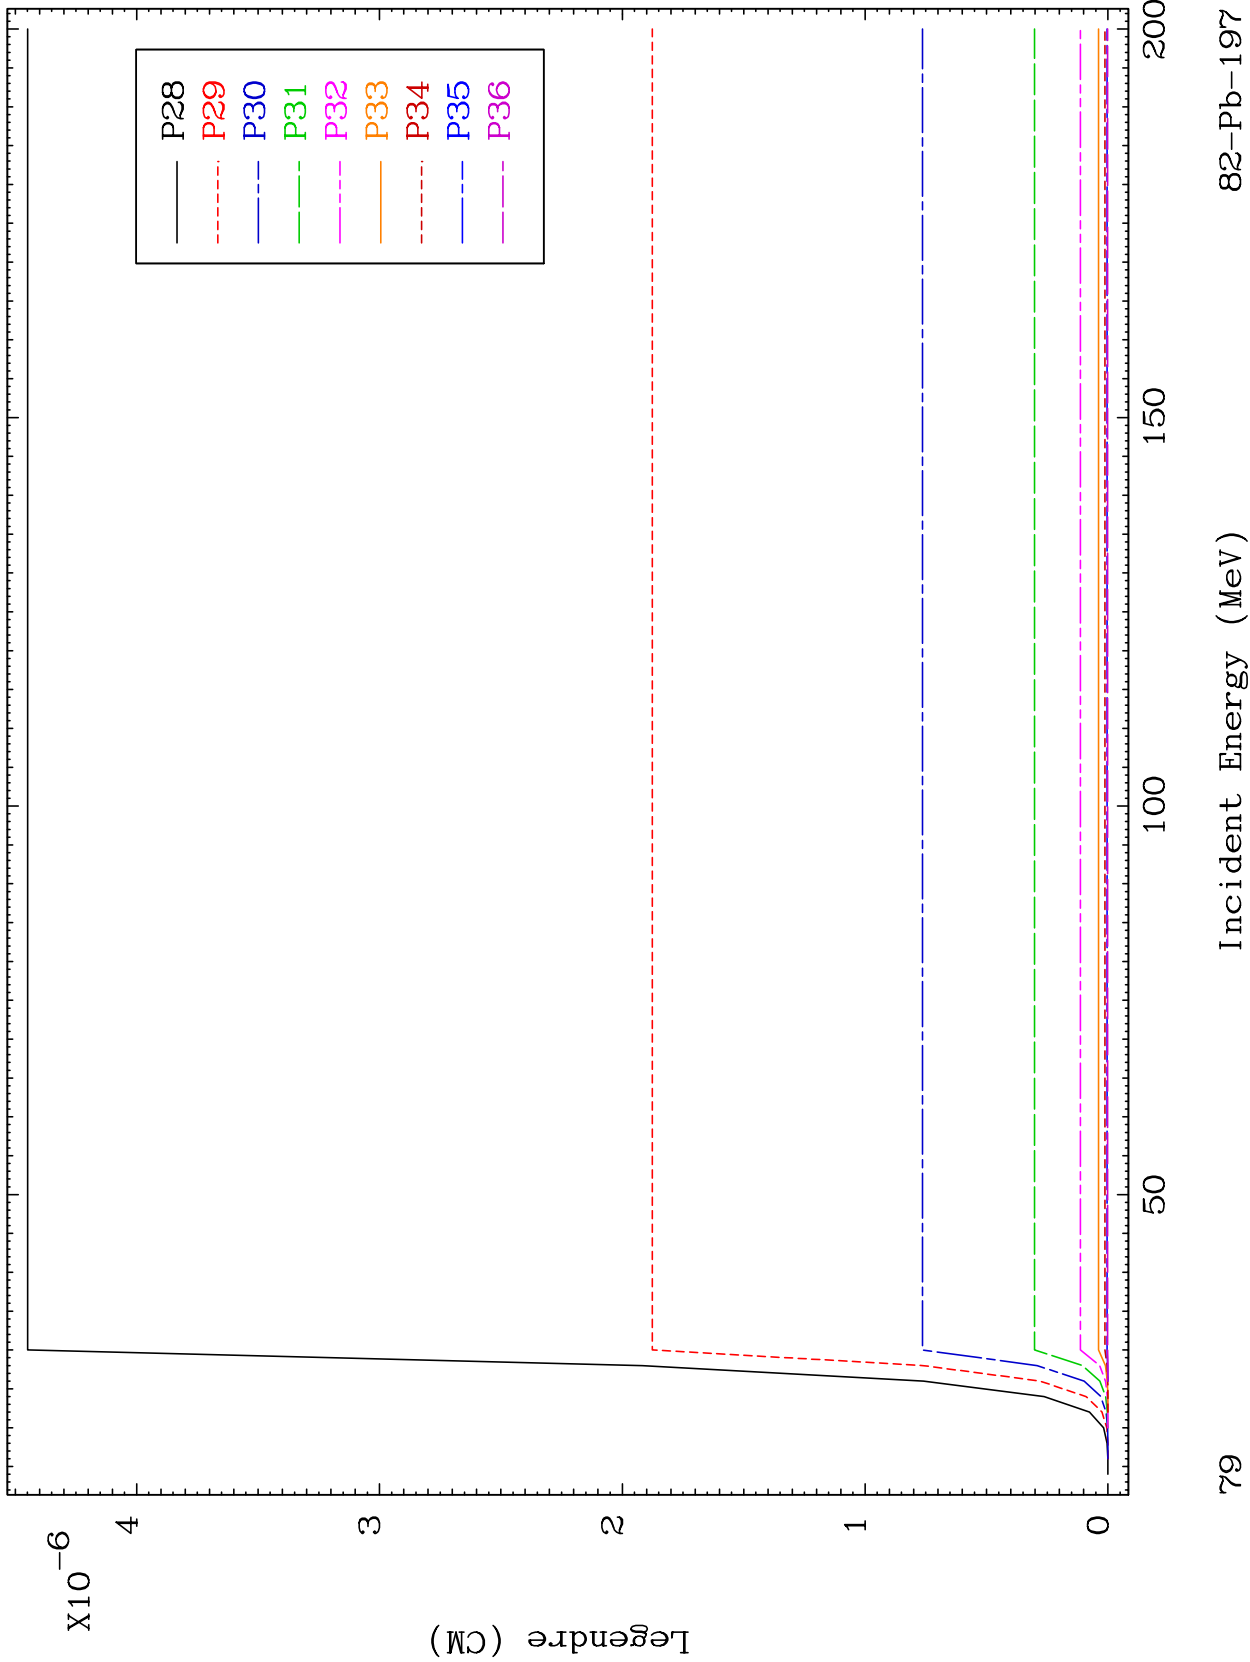 X10-6
4
3
2
1
0
Legendre (CM)
P28
P29
P30
P31
P32
P33
P34
P35
P36
50
100
150
200
Incident Energy (MeV)
79
82-Pb-197